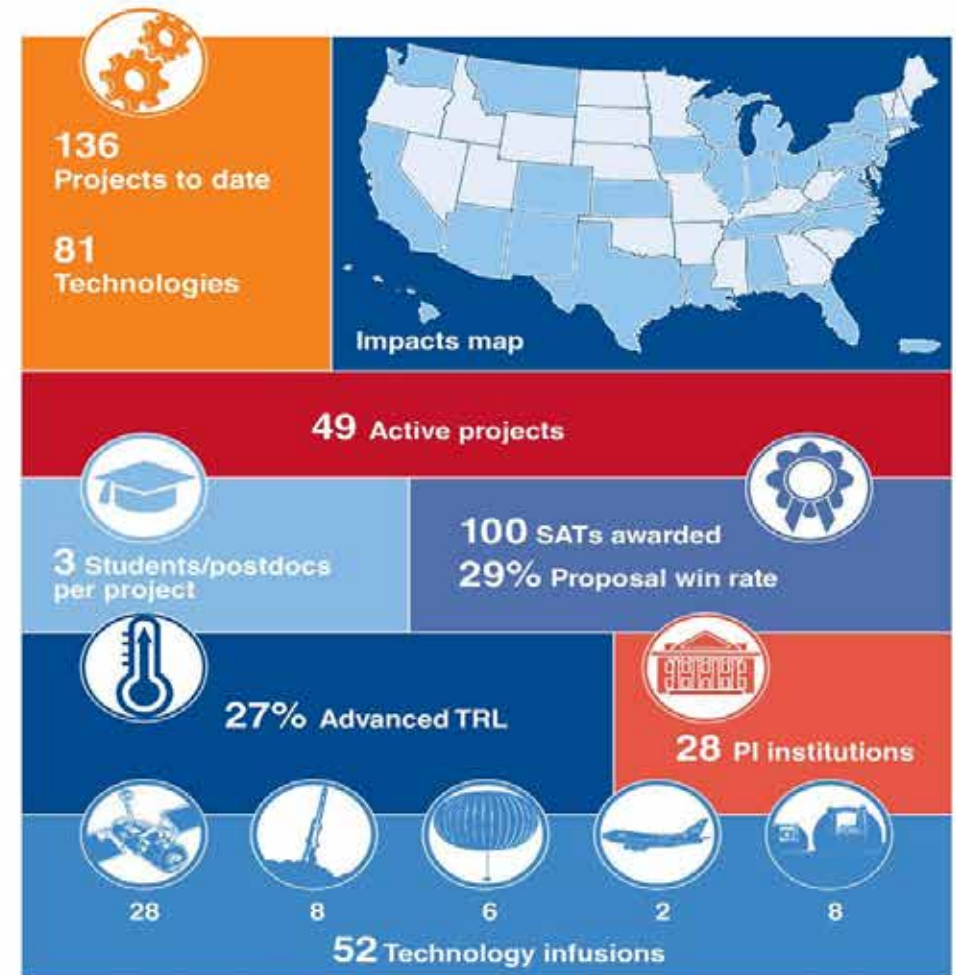 136
Projects to date
81
Technologies
Impacts map
49 Active projects
3 Students/postdocs
per project
100 SATs awarded
29% Proposal win rate
27% Advanced TRL
28 PI institutions
28
8
6
2
8
52 Technology infusions